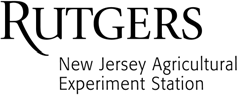 RUTGERS
New Jersey Agricultural
Experiment Station